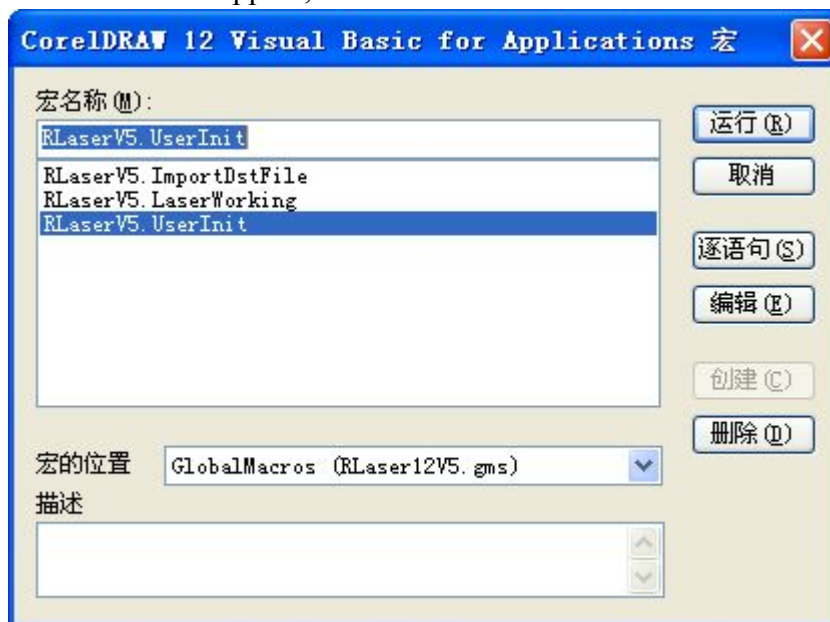 CorelDRAW 12 Visual Basic for Applications 宏
宏名称(M):
RLaserV5.UserInit
RLaserV5.ImportDstFile
RLaserV5.LaserWorking
RLaserV5.UserInit
运行(R)
取消
逐语句(S)
编辑(E)
创建(C)
删除(D)
宏的位置 GlobalMacros (RLaser12V5.gms)
描述